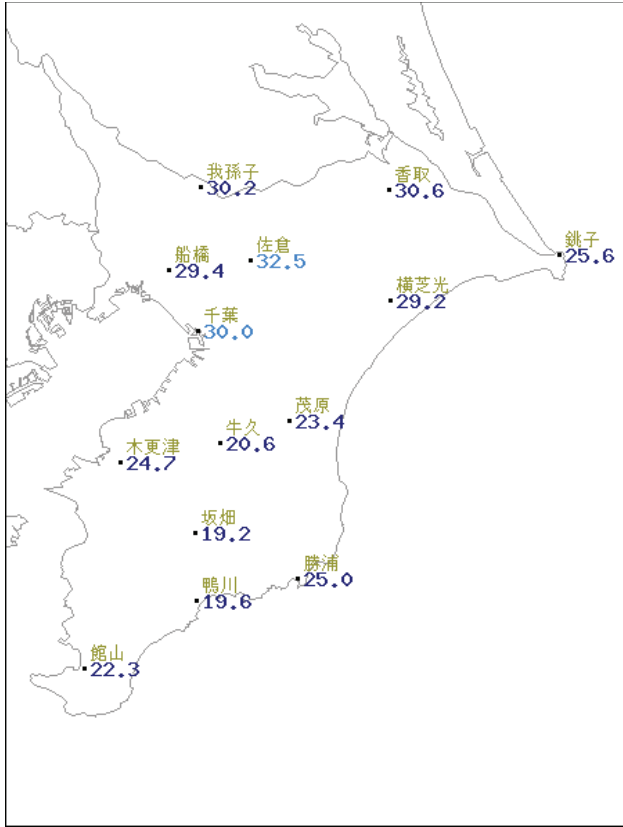 我孫子
30.2
香取
30.6
銚子
25.6
佐倉
32.5
船橋
29.4
横芝光
29.2
千葉
30.0
茂原
23.4
牛久
20.6
木更津
24.7
坂畑
19.2
勝浦
25.0
鴨川
19.6
館山
22.3